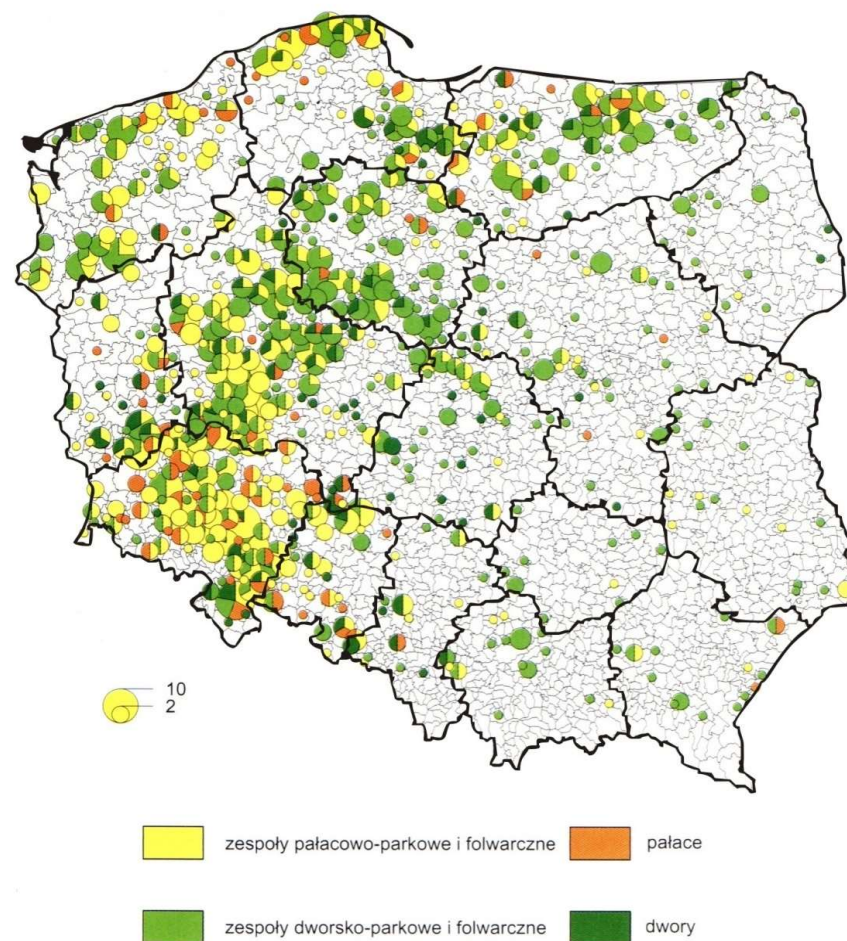 10
2
zespoły pałacowo-parkowe i folwarczne
pałace
zespoły dworsko-parkowe i folwarczne
dwory